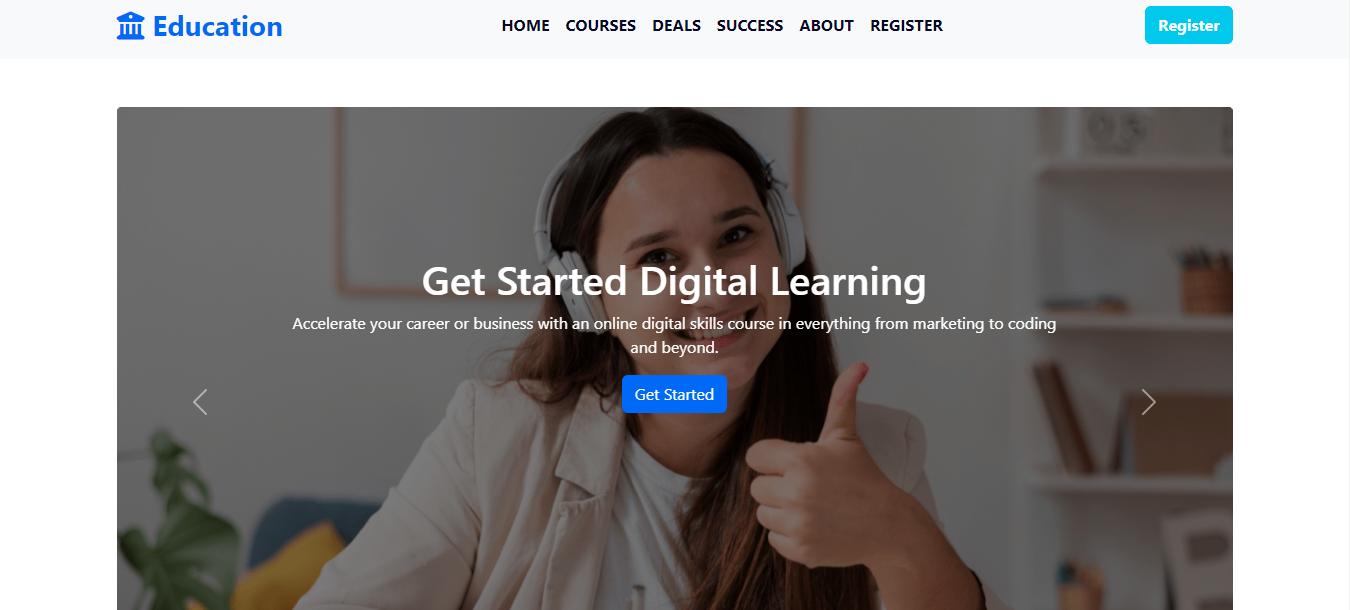 Education
HOME COURSES DEALS SUCCESS ABOUT REGISTER
Register
Get Started Digital Learning
Accelerate your career or business with an online digital skills course in everything from marketing to coding
and beyond.
Get Started